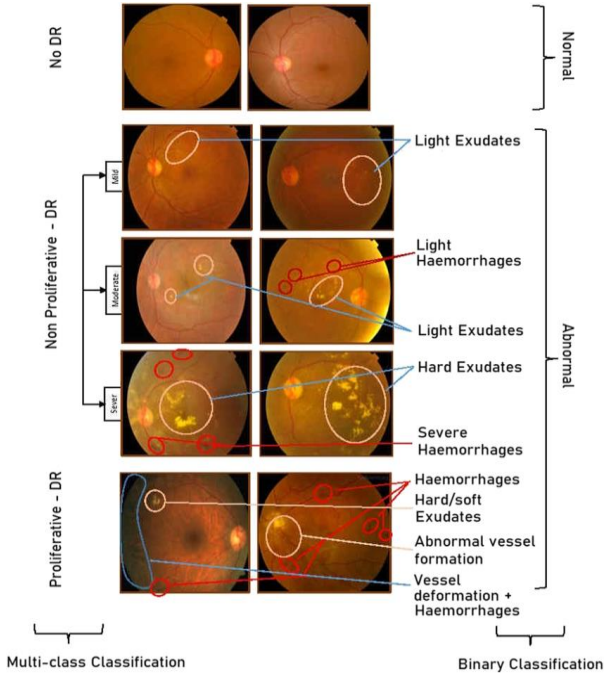 No DR
Normal
Non Proliferative - DR
Mild
Light Exudates
Moderate
Light
Haemorrhages
Light Exudates
Abnormal
Sever
Hard Exudates
Severe
Haemorrhages
Proliferative - DR
Haemorrhages
Hard/soft
Exudates
Abnormal vessel
formation
Vessel
deformation +
Haemorrhages
Multi-class Classification
Binary Classification